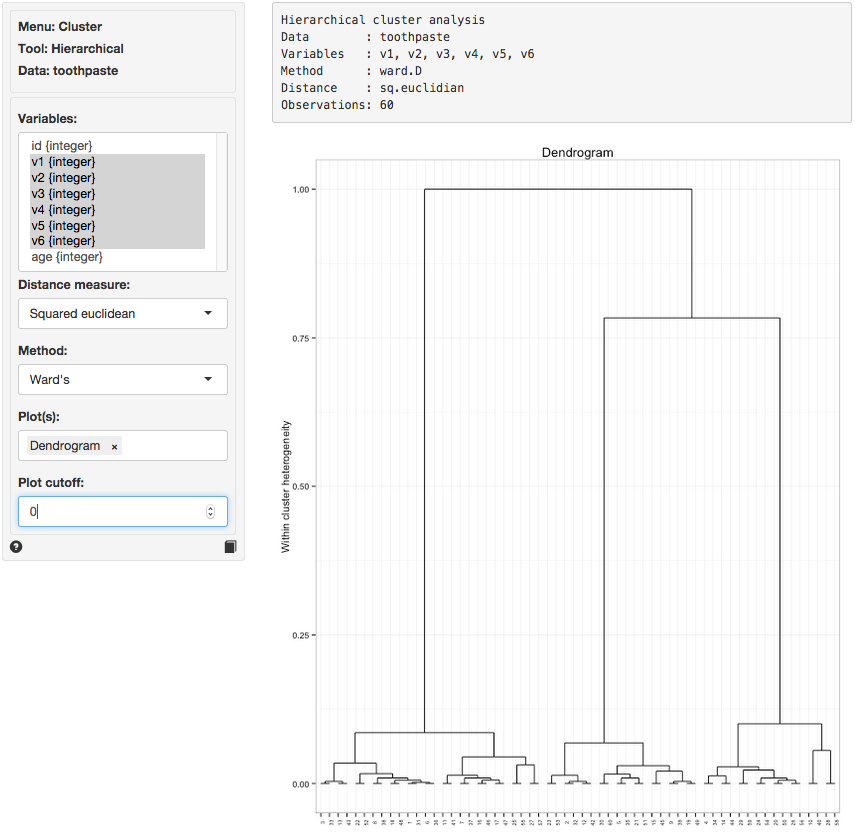 Menu: Cluster
Tool: Hierarchical
Data: toothpaste
Variables:
id {integer}
v1 {integer}
v2 {integer}
v3 {integer}
v4 {integer}
v5 {integer}
v6 {integer}
age {integer}
Distance measure:
Squared euclidean
Method:
Ward's
Plot(s):
Dendrogram ×
Plot cutoff:
0
?
Hierarchical cluster analysis
Data : toothpaste
Variables : v1, v2, v3, v4, v5, v6
Method : ward.D
Distance : sq.euclidian
Observations: 60
Dendrogram
1.00
0.75
0.50
0.25
0.00
Within cluster heterogeneity